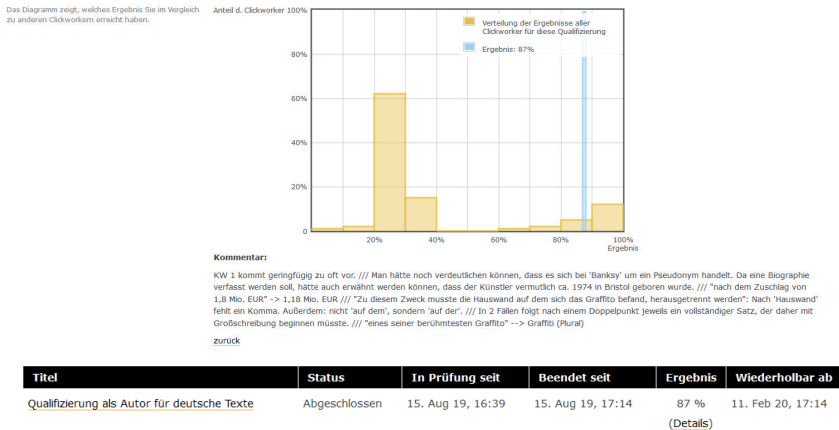 Das Diagramm zeigt, welches Ergebnis Sie im Vergleich
zu anderen Clickworkern erreicht haben.
Anteil d. Clickworker 100%
Verteilung der Ergebnisse aller
Clickworker für diese Qualifizierung
Ergebnis: 87%
80%
60%
40%
20%
0
20%
40%
60%
80%
100%
Ergebnis
Kommentar:
KW 1 kommt geringfügig zu oft vor. /// Man hätte noch verdeutlichen können, dass es sich bei 'Banksy' um ein Pseudonym handelt. Da eine Biographie
verfasst werden soll, hätte auch erwähnt werden können, dass der Künstler vermutlich ca. 1974 in Bristol geboren wurde. /// "nach dem Zuschlag von
1,8 Mio. EUR" -> 1,18 Mio. EUR /// "Zu diesem Zweck musste die Hauswand auf dem sich das Graffito befand, herausgetrennt werden": Nach 'Hauswand'
fehlt ein Komma. Außerdem: nicht 'auf dem', sondern 'auf der'. /// In 2 Fällen folgt nach einem Doppelpunkt jeweils ein vollständiger Satz, der daher mit
Großschreibung beginnen müsste. /// "eines seiner berühmtesten Graffito" --> Graffiti (Plural)
zurück
Titel Status In Prüfung seit Beendet seit Ergebnis Wiederholbar ab
Qualifizierung als Autor für deutsche Texte Abgeschlossen 15. Aug 19, 16:39 15. Aug 19, 17:14 87 % 11. Feb 20, 17:14
(Details)